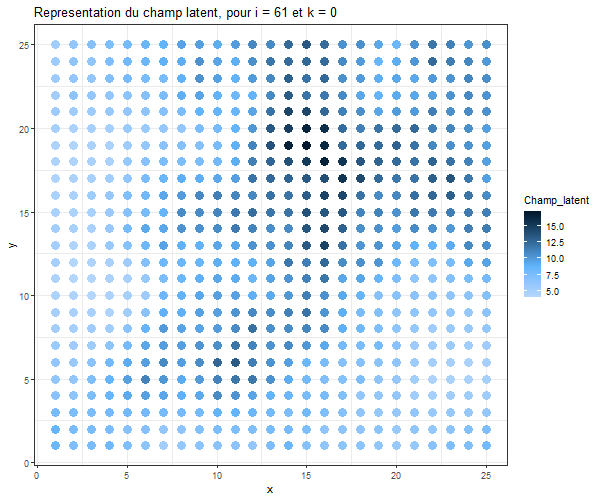 Representation du champ latent, pour i = 61 et k = 0
25
20
15
10
5
0
y
0 5 10 15 20 25
x
Champ_latent
15.0
12.5
10.0
7.5
5.0